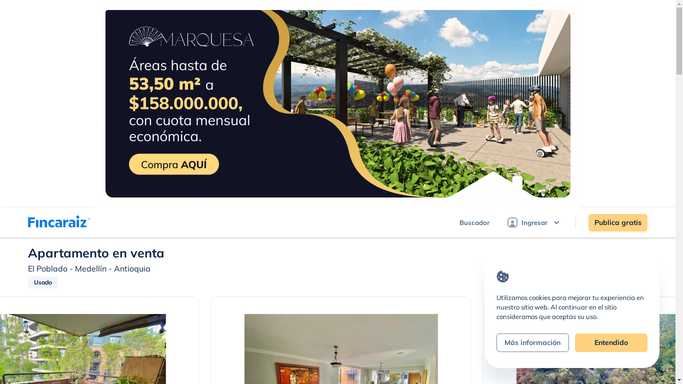 MARQUESA
Áreas hasta de
53,50 m² a
$158.000.000,
con cuota mensual
económica.
Compra AQUÍ
Fincaraiz
Buscador
Ingresar
Publica gratis
Apartamento en venta
El Poblado - Medellín - Antioquia
Usado
Utilizamos cookies para mejorar tu experiencia en
nuestro sitio web. Al continuar en el sitio
consideramos que aceptas su uso.
Más información
Entendido